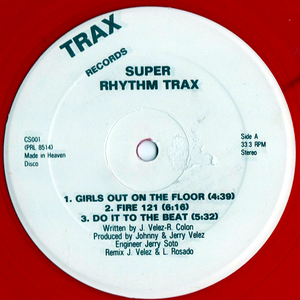 TRAX
RECORDS
SUPER
RHYTHM TRAX
CS001
(PRL 8514)
Made in Heaven
Disco
Side A
33.3 RPM
Stereo
1. GIRLS OUT ON THE FLOOR (4:39)
2. FIRE 121 (6:16)
3. DO IT TO THE BEAT (5:32)
Written by J. Velez-R. Colon
Produced by Johnny & Jerry Velez
Engineer Jerry Soto
Remix J. Velez & L. Rosado